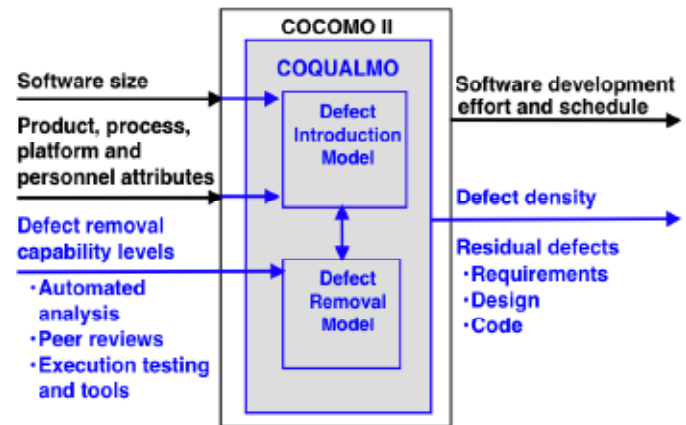 COCOMO II
COQUALMO
Software size
Product, process,
platform and
personnel attributes
Defect removal
capability levels
•Automated
analysis
•Peer reviews
•Execution testing
and tools
Defect
Introduction
Model
Defect
Removal
Model
Software development
effort and schedule
Defect density
Residual defects
•Requirements
•Design
•Code